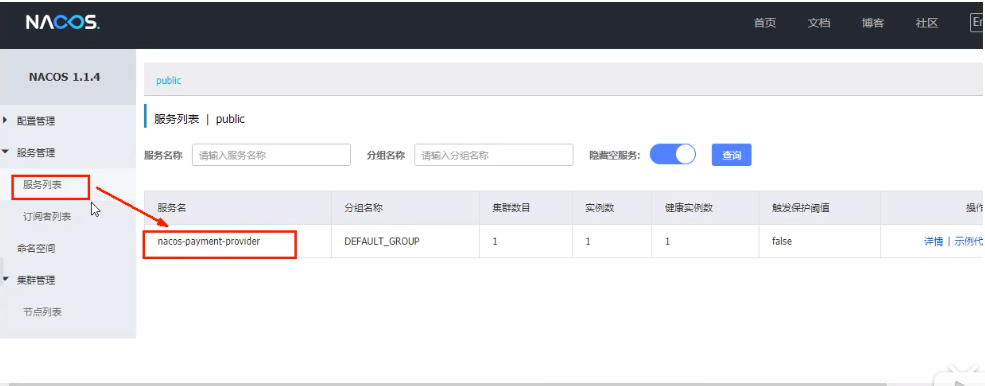 NACOS.
首页 文档 博客 社区 En
NACOS 1.1.4
public
配置管理
服务列表 | public
服务管理
服务名称 请输入服务名称 分组名称 请输入分组名称 隐藏空服务: 查询
服务列表
服务名 分组名称 集群数目 实例数 健康实例数 触发保护阈值 操作
订阅者列表
nacos-payment-provider DEFAULT_GROUP 1 1 1 false 详情 | 示例代
命名空间
集群管理
节点列表